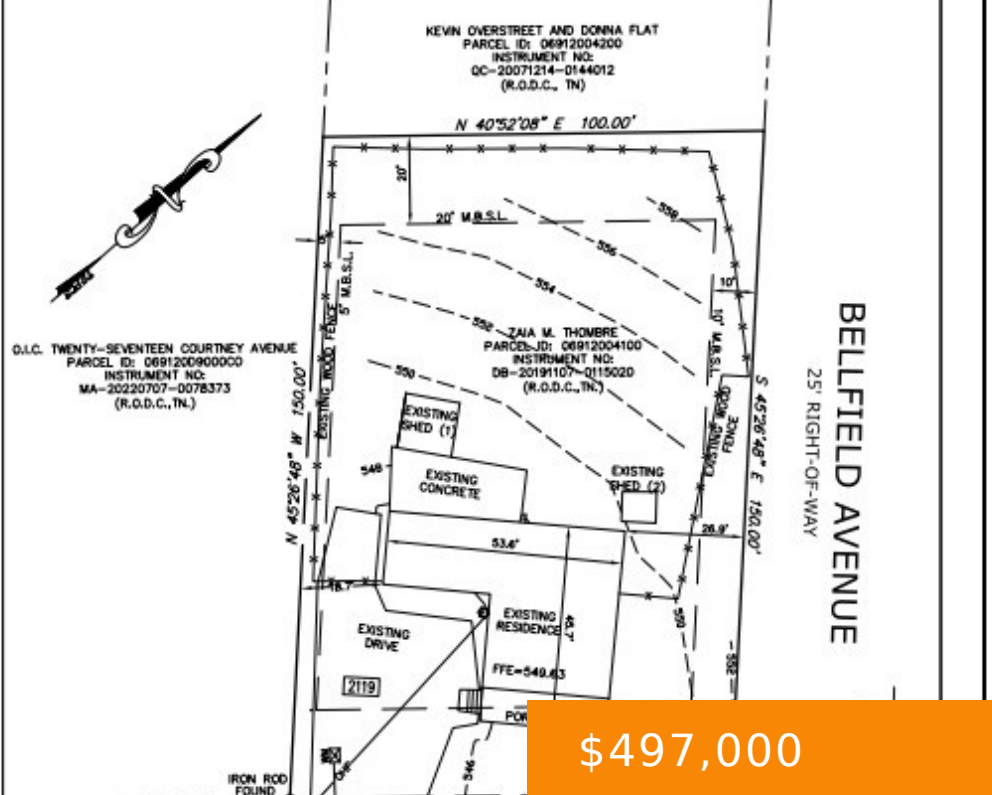 KEVIN OVERSTREET AND DONNA FLAT
PARCEL ID: 06912004200
INSTRUMENT NO:
QC-20071214-0144012
(R.O.D.C., TN)
N 40°52'08" E 100.00'
20'
20' M.B.S.L.
558
556
554
552
550
548
5'
5' M.B.S.L.
10'
10' M.B.S.L.
EXISTING WOOD FENCE
O.I.C. TWENTY-SEVENTEEN COURTNEY AVENUE
PARCEL ID: 06912009000CO
INSTRUMENT NO:
MA-20220707-0078373
(R.O.D.C.,TN.)
N 45°26'48" W 150.00'
ZAIA M. THOMBRE
PARCEL ID: 06912004100
INSTRUMENT NO:
DB-20191107-0115020
(R.O.D.C.,TN.)
EXISTING WOOD
FENCE
S 45°26'48" E 150.00'
BELLFIELD AVENUE
25' RIGHT-OF-WAY
EXISTING
SHED (1)
EXISTING
CONCRETE
EXISTING
SHED (2)
53.6'
26.9'
EXISTING
RESIDENCE
FFE=549.63
EXISTING
DRIVE
2119
550
552
546
IRON ROD
FOUND
$497,000